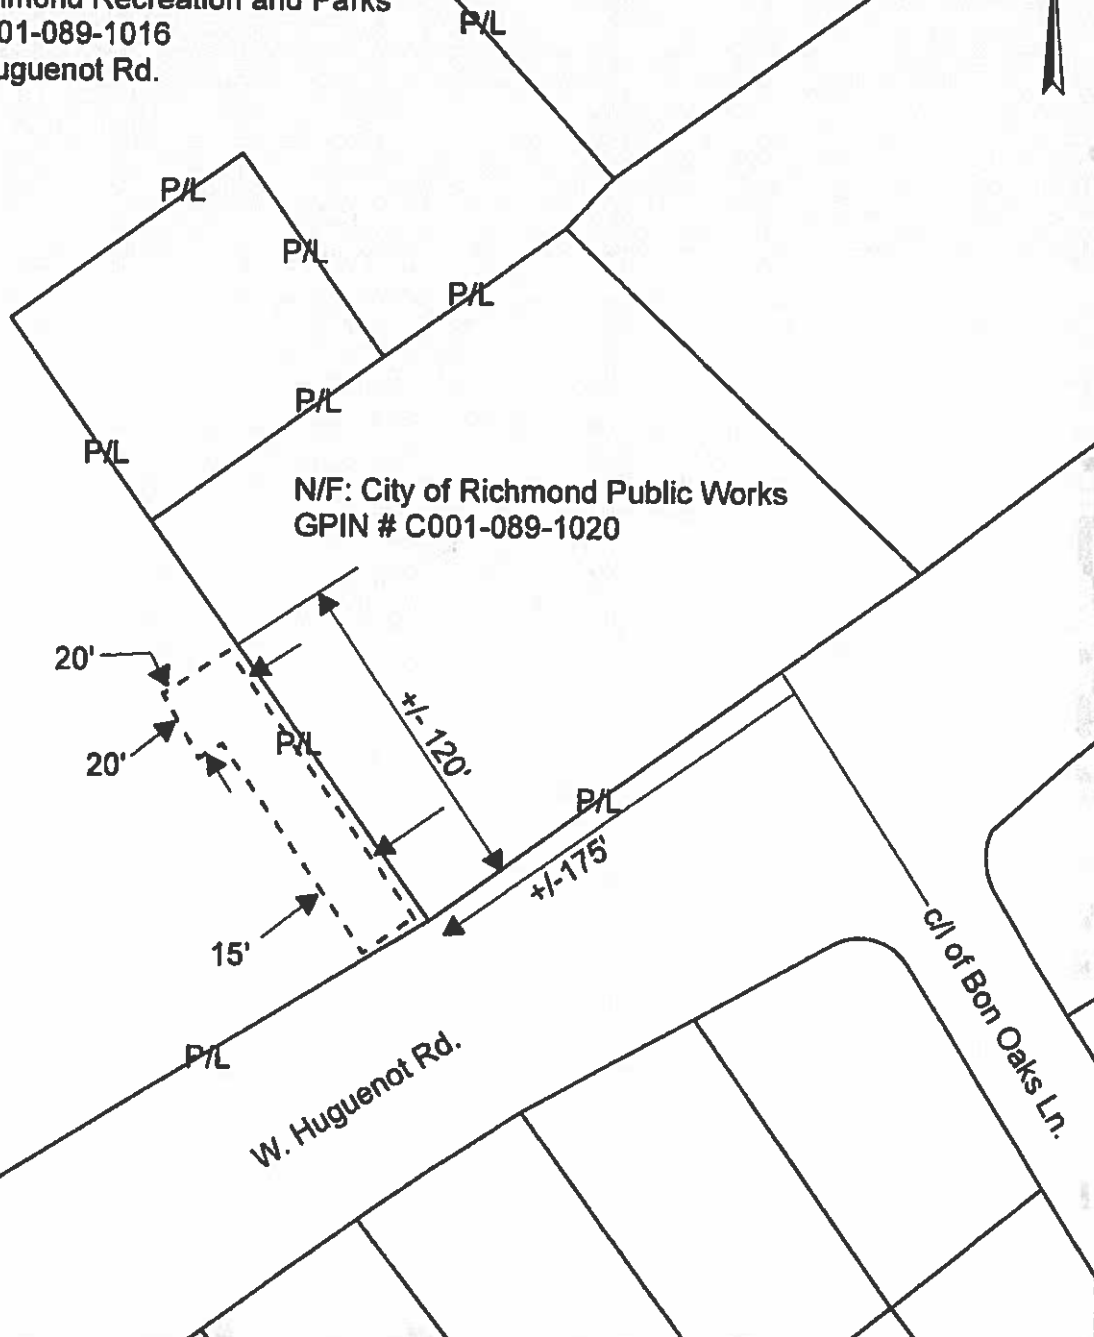 Recreation and Parks
01-089-1016
uguenot Rd.
P/L
P/L
P/L
P/L
P/L
P/L
N/F: City of Richmond Public Works
GPIN # C001-089-1020
20'
+/- 120'
P/L
20'
P/L
+/-175'
15'
c/l of Bon Oaks Ln.
P/L
W. Huguenot Rd.